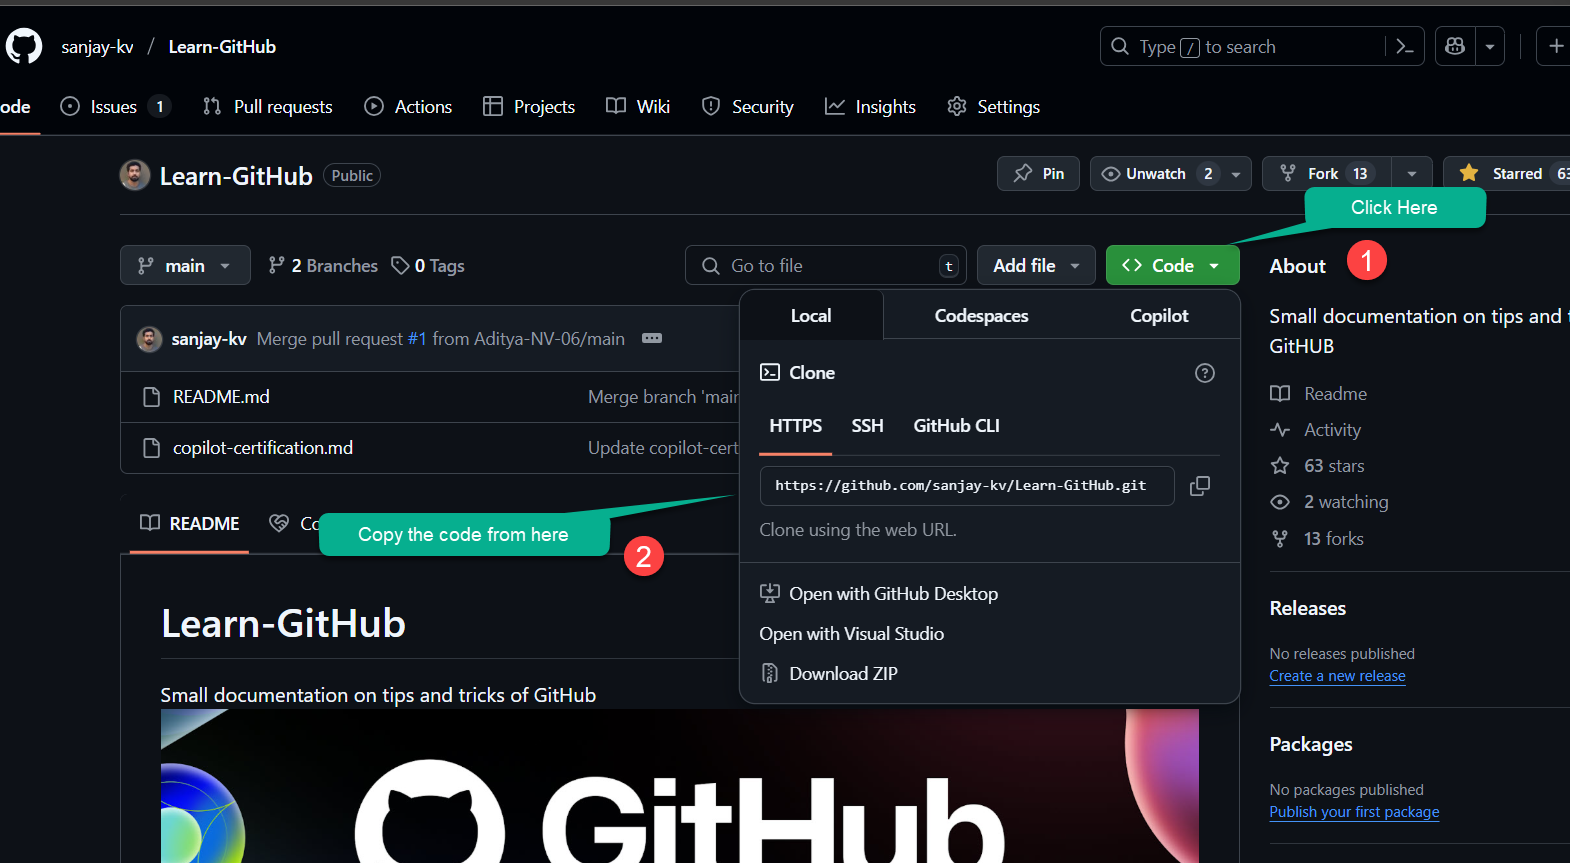 sanjay-kv / Learn-GitHub
Type / to search
ode
Issues 1
Pull requests
Actions
Projects
Wiki
Security
Insights
Settings
Learn-GitHub Public
Pin
Unwatch 2
Fork 13
Starred 63
Click Here
main
2 Branches
0 Tags
Go to file t
Add file
<> Code
1
Local
Codespaces
Copilot
sanjay-kv Merge pull request #1 from Aditya-NV-06/main
README.md
Merge branch 'mair
copilot-certification.md
Update copilot-cert
Clone
HTTPS
SSH
GitHub CLI
https://github.com/sanjay-kv/Learn-GitHub.git
Clone using the web URL.
Open with GitHub Desktop
Open with Visual Studio
Download ZIP
README
Co
Copy the code from here
2
Learn-GitHub
Small documentation on tips and tricks of GitHub
GitHub
About
Small documentation on tips and t
GitHUB
Readme
Activity
63 stars
2 watching
13 forks
Releases
No releases published
Create a new release
Packages
No packages published
Publish your first package